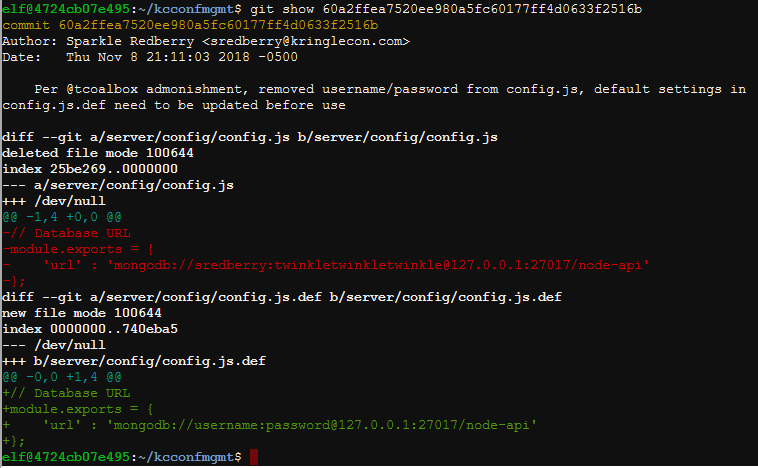 elf@4724cb07e495:~/kcconfmgmt$ git show 60a2ffea7520ee980a5fc60177ff4d0633f2516b
commit 60a2ffea7520ee980a5fc60177ff4d0633f2516b
Author: Sparkle Redberry <sredberry@kringlecon.com>
Date:   Thu Nov 8 21:11:03 2018 -0500
    Per @tcoalbox admonishment, removed username/password from config.js, default settings in
config.js.def need to be updated before use
diff --git a/server/config/config.js b/server/config/config.js
deleted file mode 100644
index 25be269..0000000
--- a/server/config/config.js
+++ /dev/null
@@ -1,4 +0,0 @@
-// Database URL
-module.exports = {
-    'url' : 'mongodb://sredberry:twinkletwinkletwinkle@127.0.0.1:27017/node-api'
-};
diff --git a/server/config/config.js.def b/server/config/config.js.def
new file mode 100644
index 0000000..740eba5
--- /dev/null
+++ b/server/config/config.js.def
@@ -0,0 +1,4 @@
+// Database URL
+module.exports = {
+    'url' : 'mongodb://username:password@127.0.0.1:27017/node-api'
+};
elf@4724cb07e495:~/kcconfmgmt$